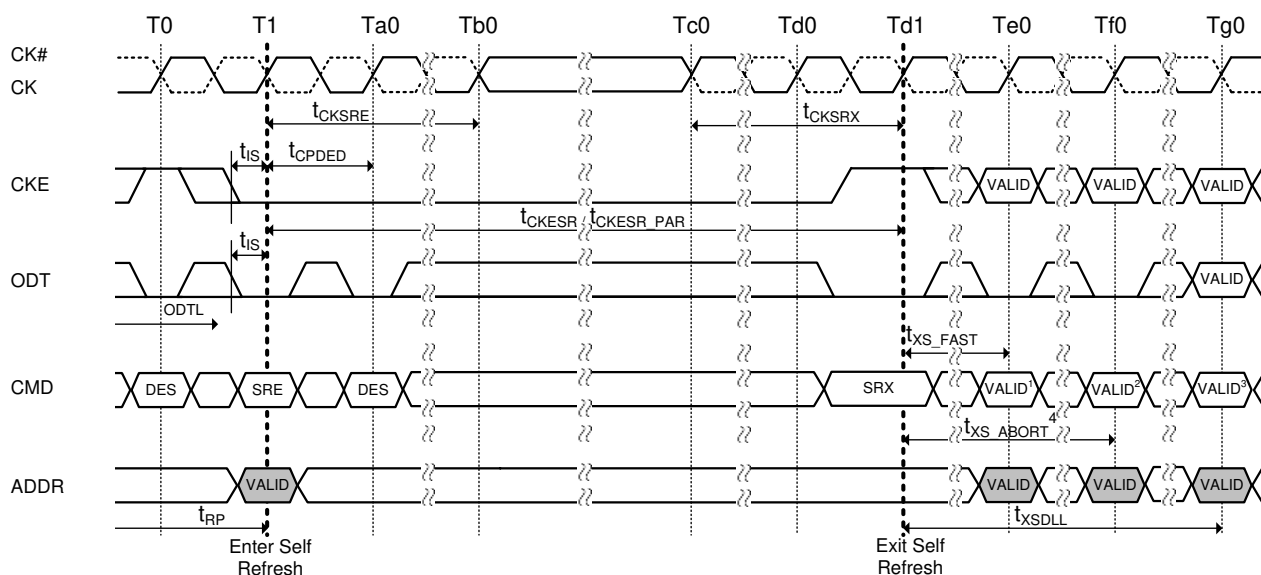 T0 T1 Ta0 Tb0 Tc0 Td0 Td1 Te0 Tf0 Tg0
CK#
CK
tCKSRE tCKSRX
tIS tCPDED
CKE VALID VALID VALID
tCKESR / tCKESR_PAR
tIS
ODT VALID
ODTL
tXS_FAST
CMD DES SRE DES SRX VALID1 VALID2 VALID3
tXS_ABORT4
ADDR VALID VALID VALID VALID
tRP tXSDLL
Enter Self Exit Self
Refresh Refresh